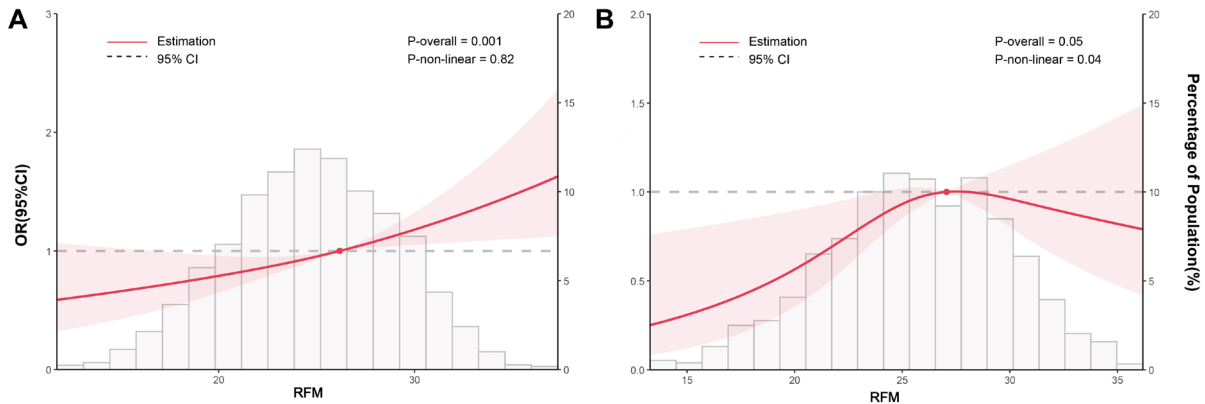 A
3
2
1
0
OR(95%CI)
Estimation
95% CI
P-overall = 0.001
P-non-linear = 0.82
20
15
10
5
0
20
30
RFM
B
2.0
1.5
1.0
0.5
0.0
Estimation
95% CI
P-overall = 0.05
P-non-linear = 0.04
20
15
10
5
0
Percentage of Population(%)
15
20
25
30
35
RFM